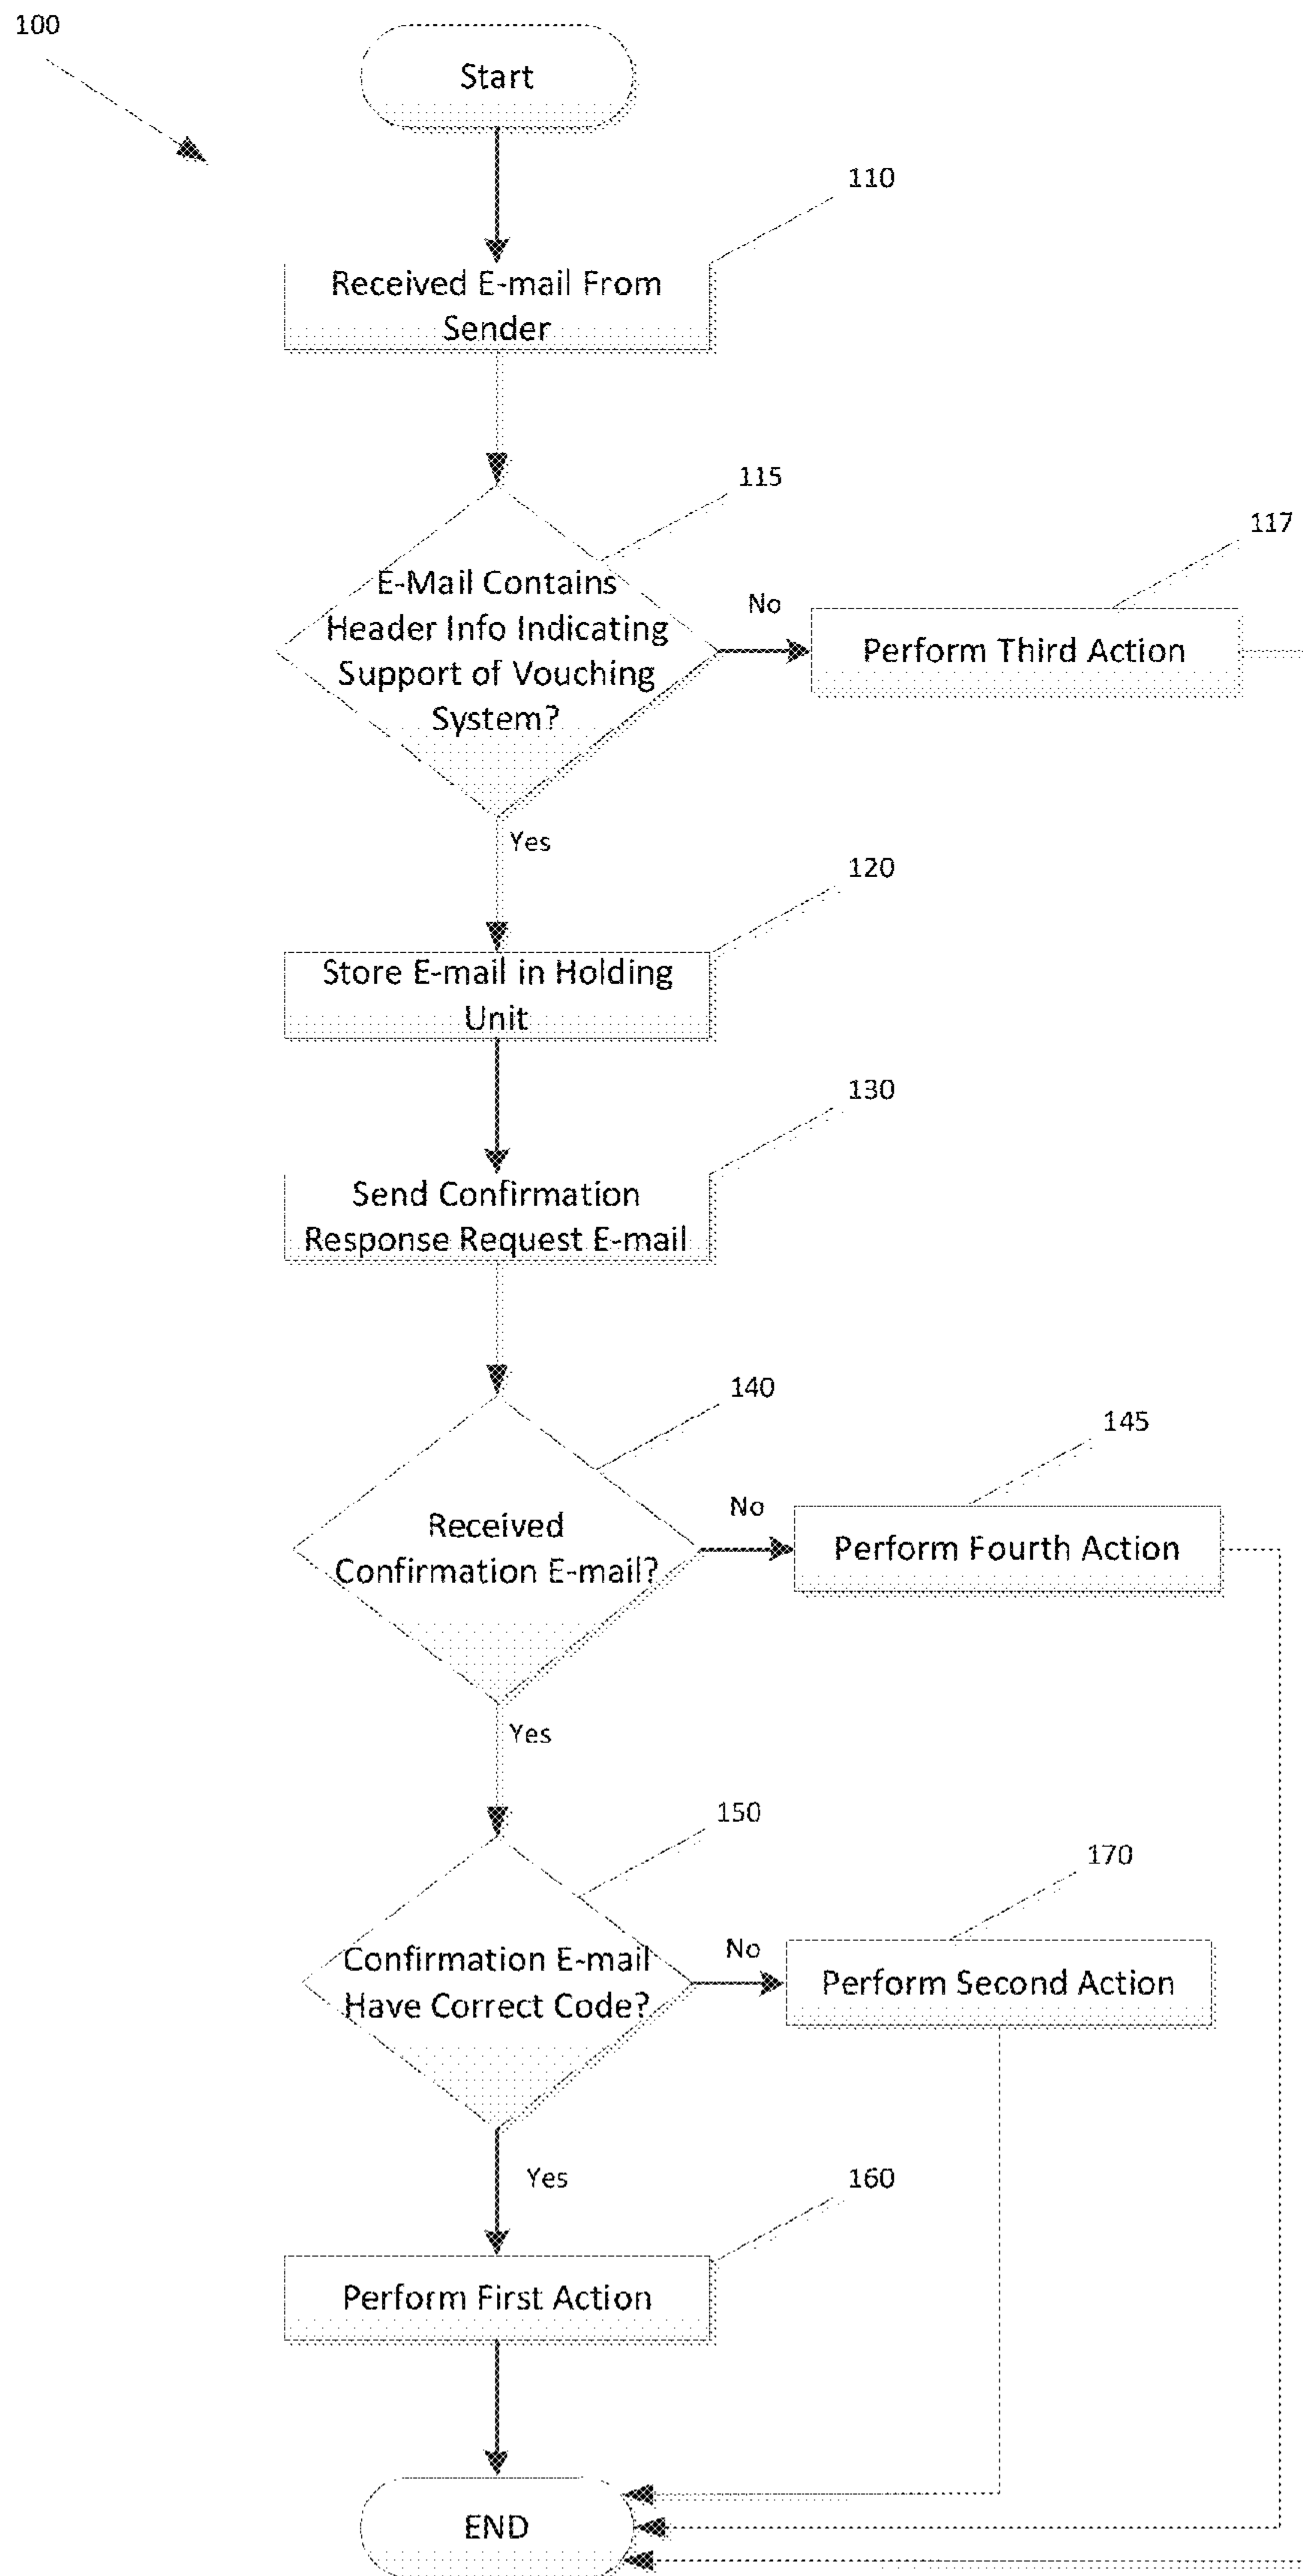 100
Start
110
Received E-mail From
Sender
115
117
E-Mail Contains
Header Info Indicating
Support of Vouching
System?
No
Perform Third Action
Yes
120
Store E-mail in Holding
Unit
130
Send Confirmation
Response Request E-mail
140
145
Received
Confirmation E-mail?
No
Perform Fourth Action
Yes
150
170
Confirmation E-mail
Have Correct Code?
No
Perform Second Action
Yes
160
Perform First Action
END